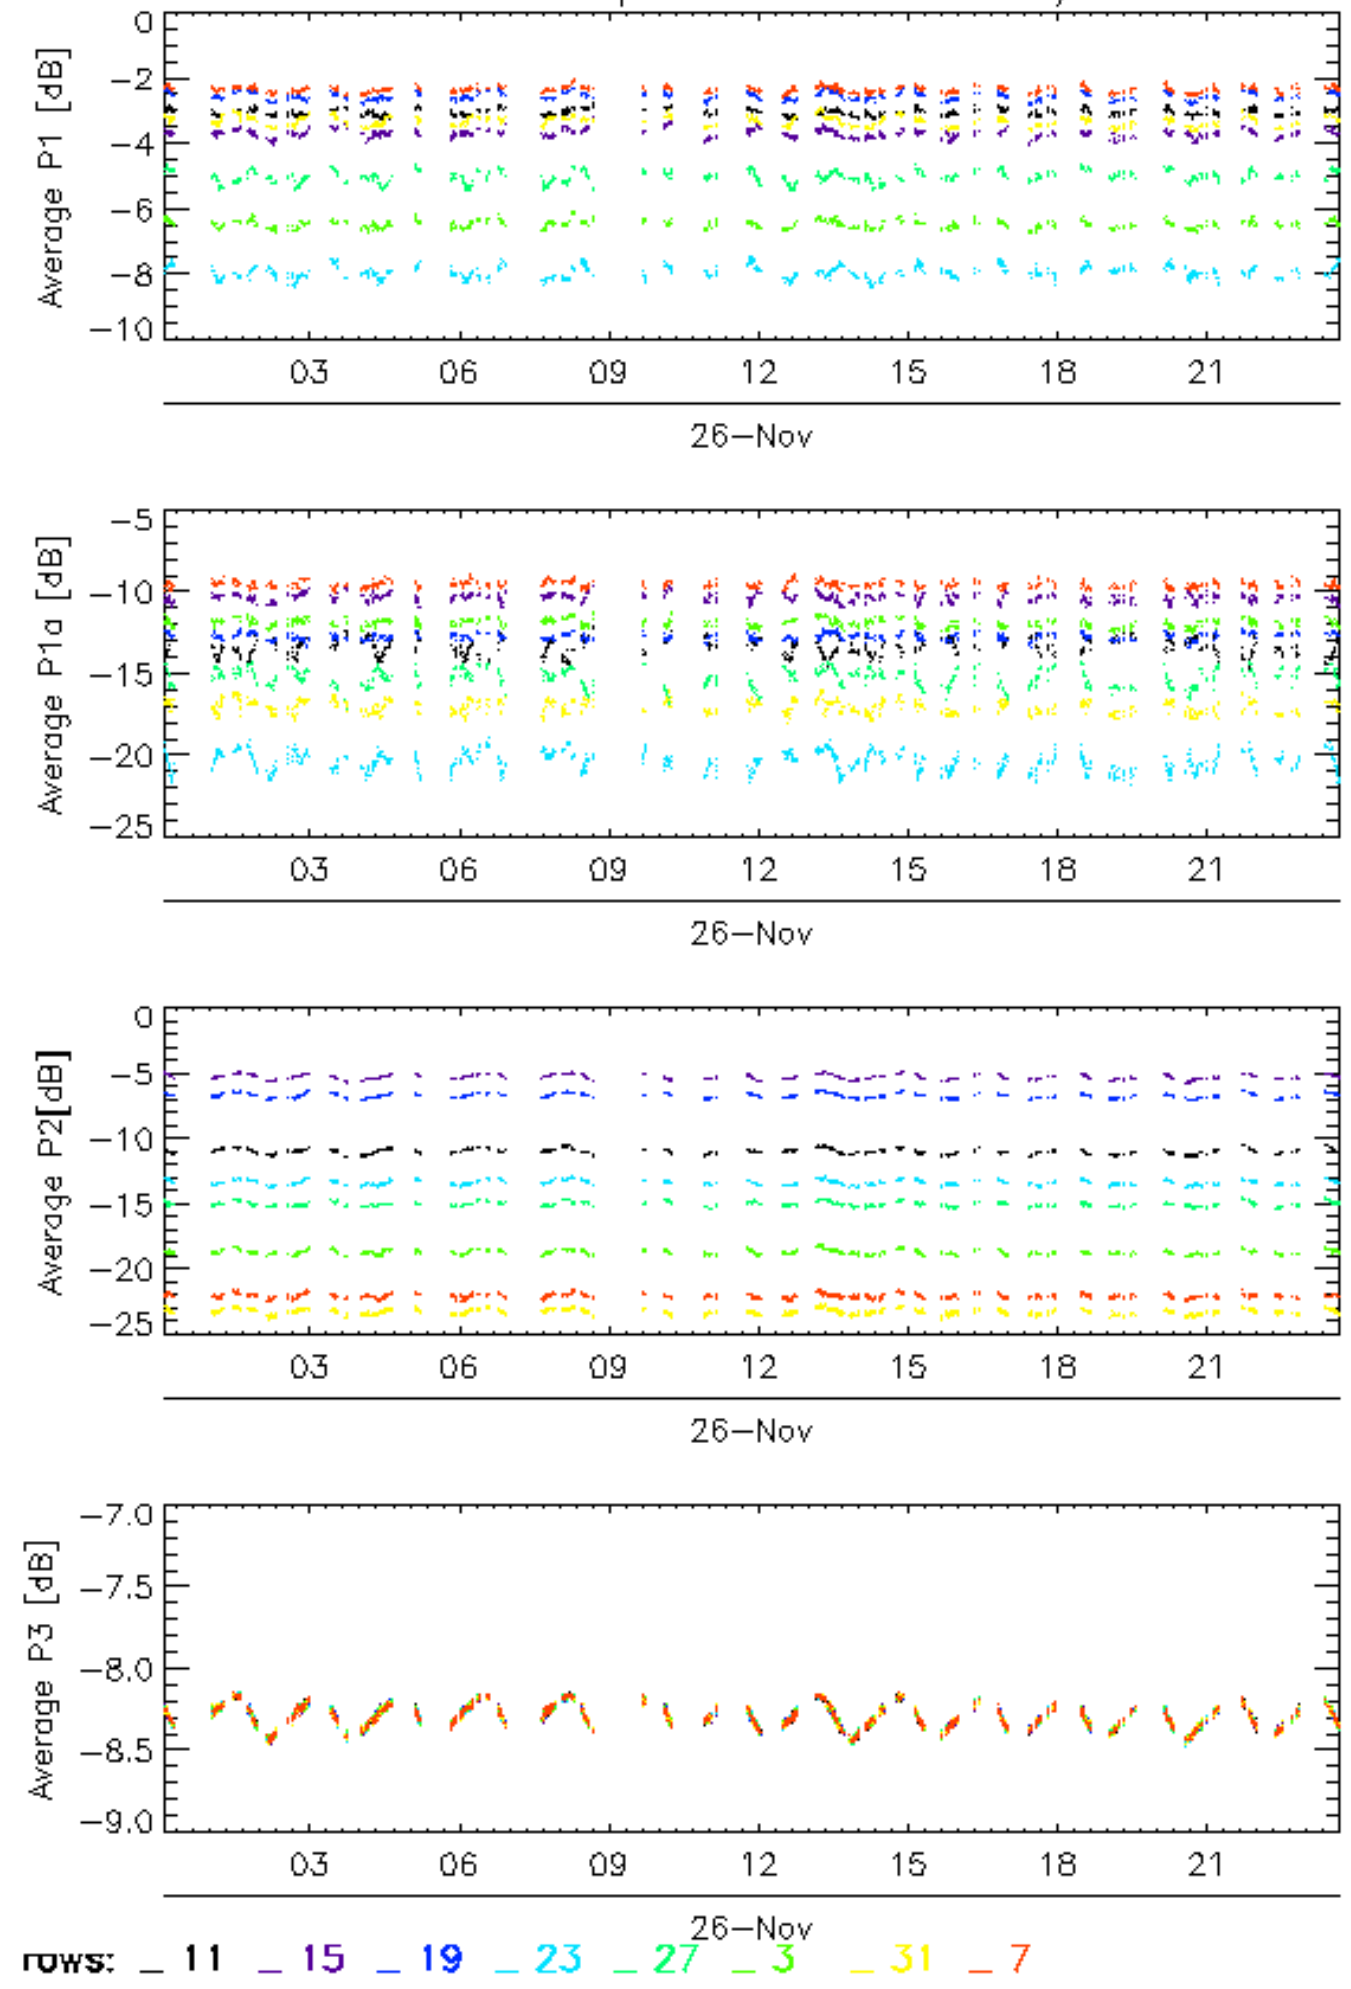 0
−2
−4
−6
−8
−10
Average P1 [dB]
03 06 09 12 15 18 21
26−Nov
−5
−10
−15
−20
−25
Average P1a [dB]
03 06 09 12 15 18 21
26−Nov
0
−5
−10
−15
−20
−25
Average P2[dB]
03 06 09 12 15 18 21
26−Nov
−7.0
−7.5
−8.0
−8.5
−9.0
Average P3 [dB]
03 06 09 12 15 18 21
26−Nov
rows: _ 11 _ 15 _ 19 _ 23 _ 27 _ 3 _ 31 _ 7